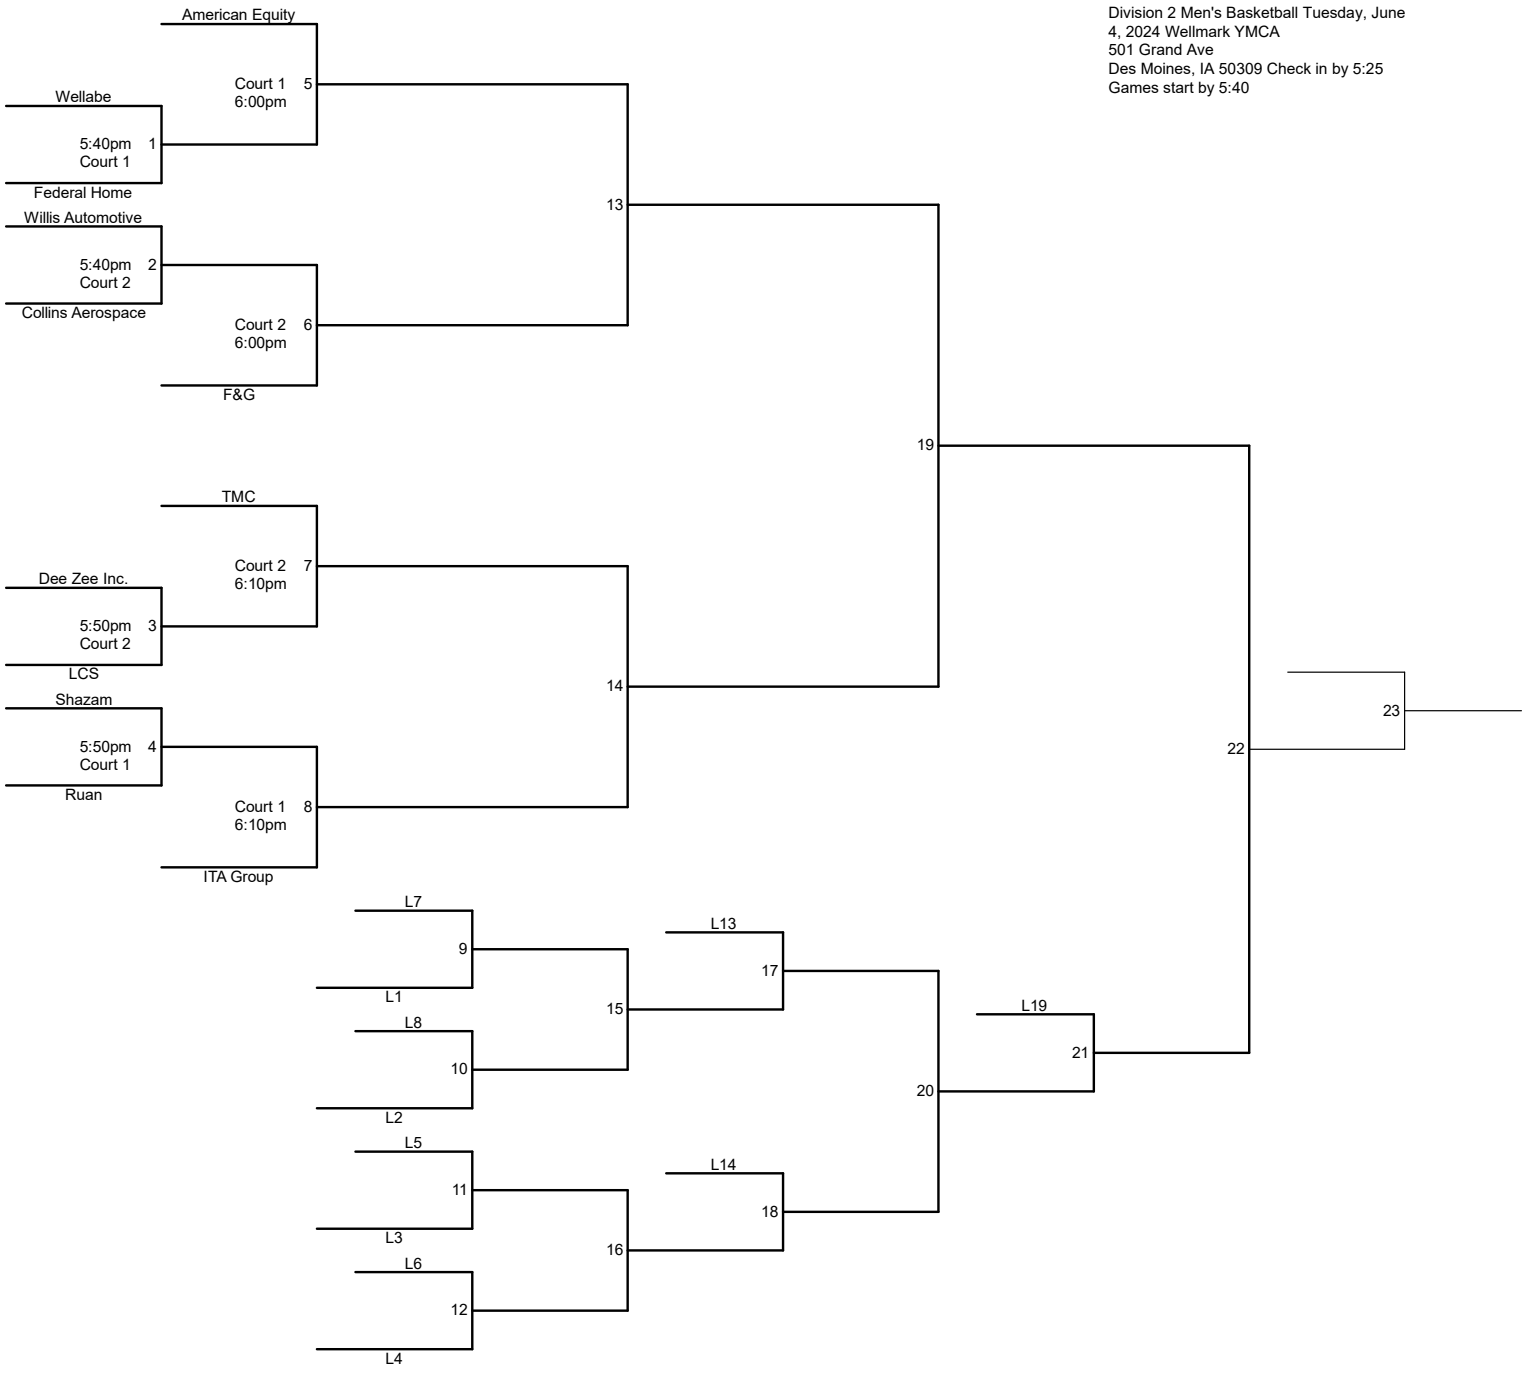 American Equity
Division 2 Men's Basketball Tuesday, June
4, 2024 Wellmark YMCA
501 Grand Ave
Des Moines, IA 50309 Check in by 5:25
Games start by 5:40
Court 1 5
6:00pm
Wellabe
5:40pm 1
Court 1
Federal Home
Willis Automotive
13
5:40pm 2
Court 2
Collins Aerospace
Court 2 6
6:00pm
F&G
19
TMC
Court 2 7
6:10pm
Dee Zee Inc.
5:50pm 3
Court 2
LCS
14
Shazam
23
5:50pm 4
Court 1
22
Ruan
Court 1 8
6:10pm
ITA Group
L7
L13
9
17
L1
15
L19
L8
21
10
20
L2
L5
L14
11
18
L3
16
L6
12
L4